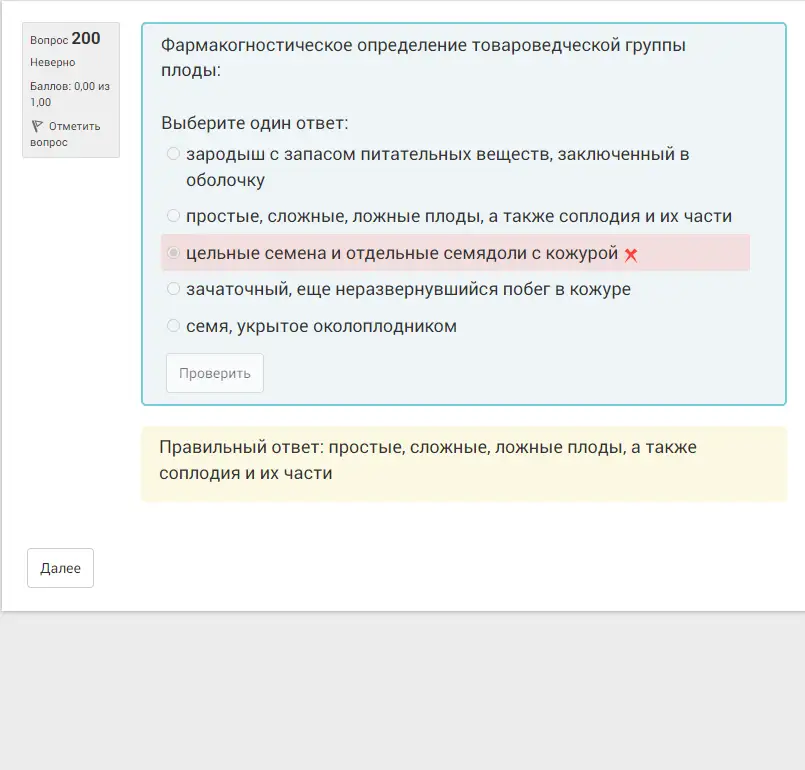 Вопрос 200
Неверно
Баллов: 0,00 из
1,00
Отметить
вопрос
Фармакогностическое определение товароведческой группы
плоды:
Выберите один ответ:
зародыш с запасом питательных веществ, заключенный в
оболочку
простые, сложные, ложные плоды, а также соплодия и их части
цельные семена и отдельные семядоли с кожурой
зачаточный, еще неразвернувшийся побег в кожуре
семя, укрытое околоплодником
Проверить
Правильный ответ: простые, сложные, ложные плоды, а также
соплодия и их части
Далее